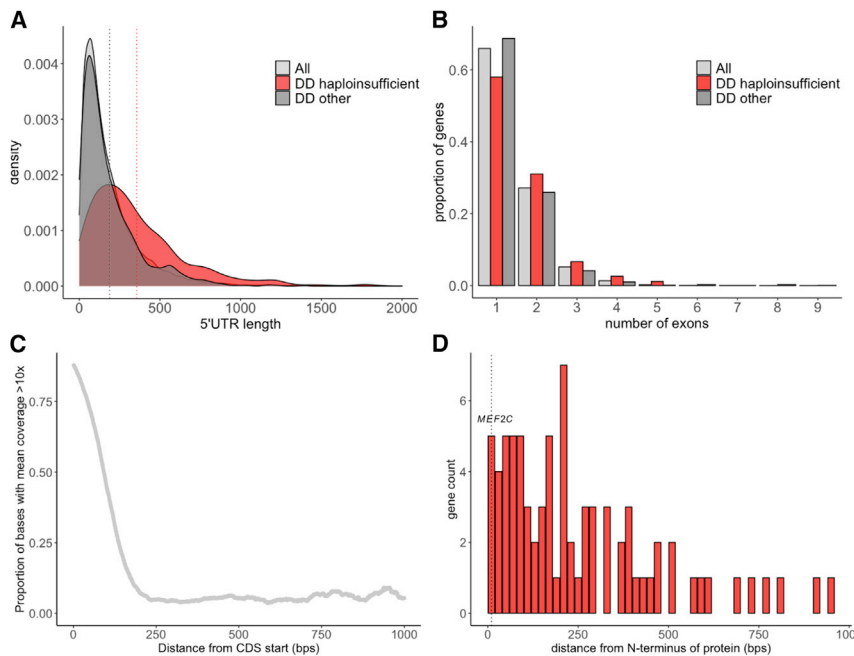 A
0.004
0.003
0.002
0.001
0.000
density
All
DD haploinsufficient
DD other
0
500
1000
1500
2000
5'UTR length
B
0.6
0.4
0.2
0.0
proportion of genes
All
DD haploinsufficient
DD other
1
2
3
4
5
6
7
8
9
number of exons
C
0.75
0.50
0.25
0.00
Proportion of bases with mean coverage >10x
0
250
500
750
1000
Distance from CDS start (bps)
D
6
4
2
0
gene count
MEF2C
0
250
500
750
1000
distance from N-terminus of protein (bps)